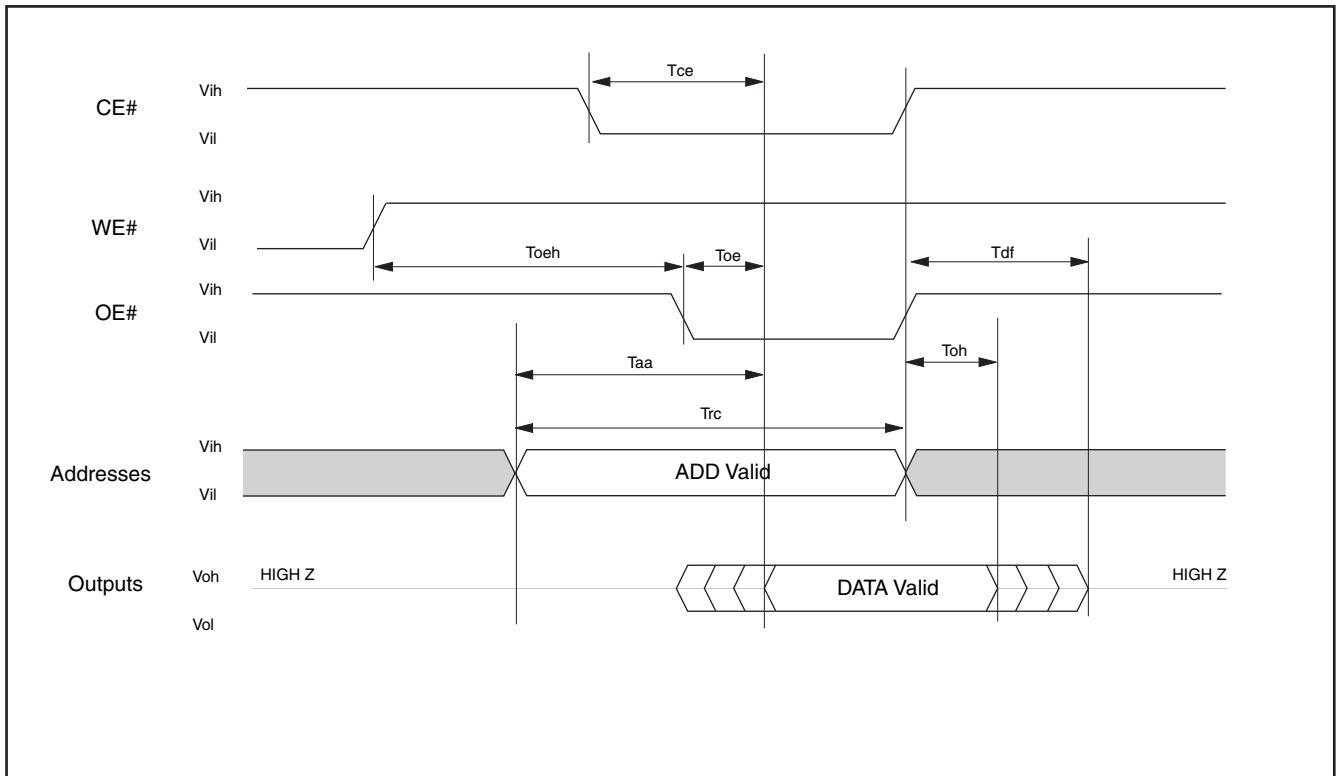 Tce
Vih
CE#
Vil
Vih
WE#
Vil
Toeh
Toe
Tdf
Vih
OE#
Vil
Toh
Taa
Trc
Vih
Addresses
ADD Valid
Vil
Voh
HIGH Z
HIGH Z
Outputs
DATA Valid
Vol